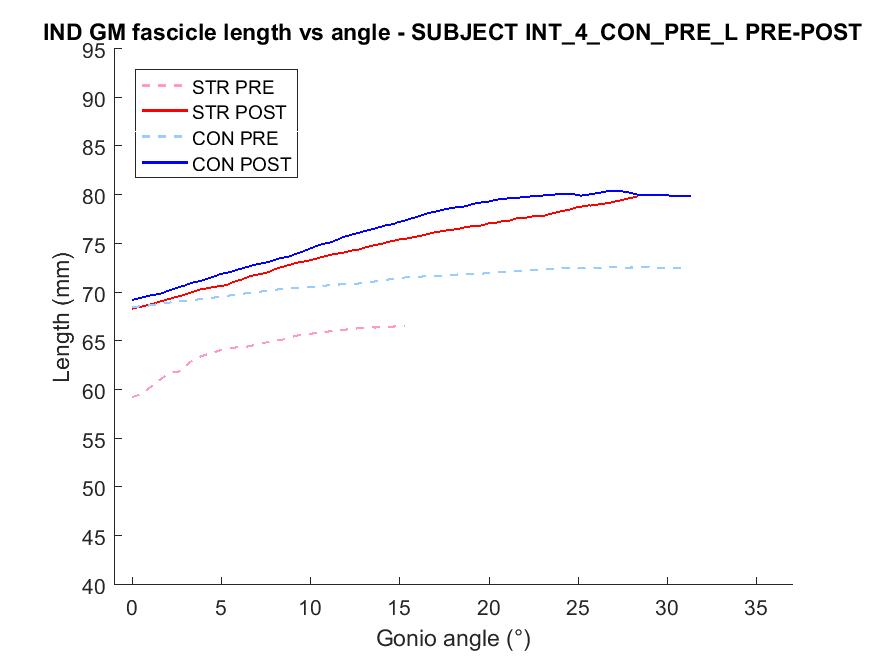 IND GM fascicle length vs angle - SUBJECT INT_4_CON_PRE_L PRE-POST
95
90
85
80
75
70
65
60
55
50
45
40
Length (mm)
STR PRE
STR POST
CON PRE
CON POST
0 5 10 15 20 25 30 35
Gonio angle (°)